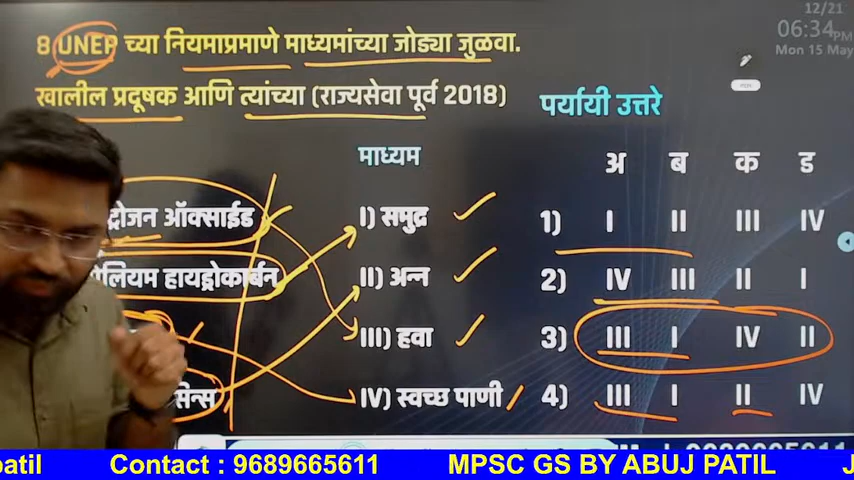 12/21
06:34 PM
Mon 15 May
8 UNEP च्या नियमाप्रमाणे माध्यमांच्या जोड्या जुळवा.
खालील प्रदूषक आणि त्यांच्या (राज्यसेवा पूर्व 2018)
पर्यायी उत्तरे
माध्यम
अ ब क ड
ऑक्साईड
I) समुद्र
1) I II III IV
हायड्रोकार्बन
II) अन्न
2) IV III II I
III) हवा
3) III I IV II
IV) स्वच्छ पाणी
4) III I II IV
patil Contact : 9689665611 MPSC GS BY ABUJ PATIL J